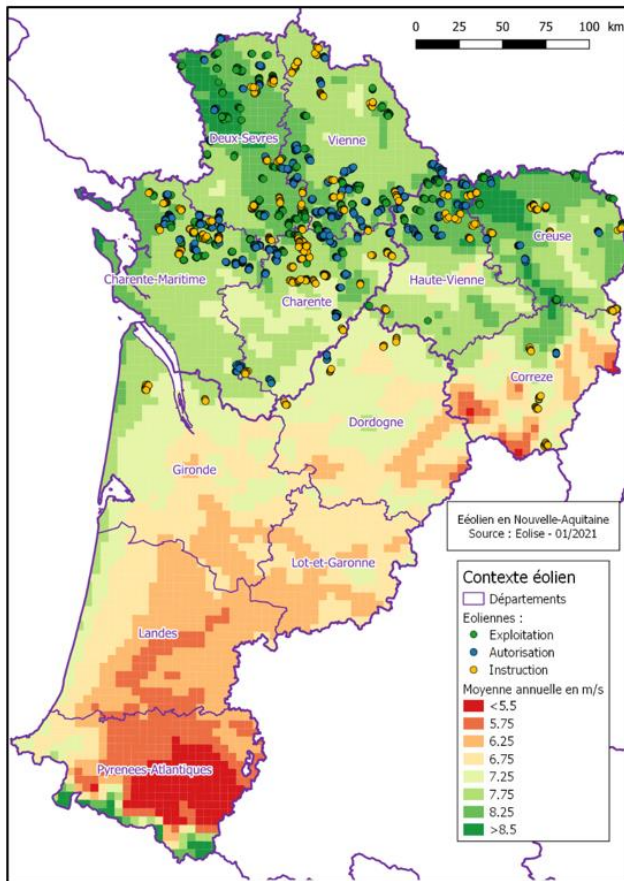 0 25 50 75 100 km
Deux-Sèvres
Vienne
Creuse
Charente-Maritime
Haute-Vienne
Charente
Correze
Dordogne
Gironde
Eéolien en Nouvelle-Aquitaine
Source : Eolise - 01/2021
Lot-et-Garonne
Landes
Pyrenees-Atlantiques
Contexte éolien
Départements
Eoliennes :
Exploitation
Autorisation
Instruction
Moyenne annuelle en m/s
<5.5
5.75
6.25
6.75
7.25
7.75
8.25
>8.5